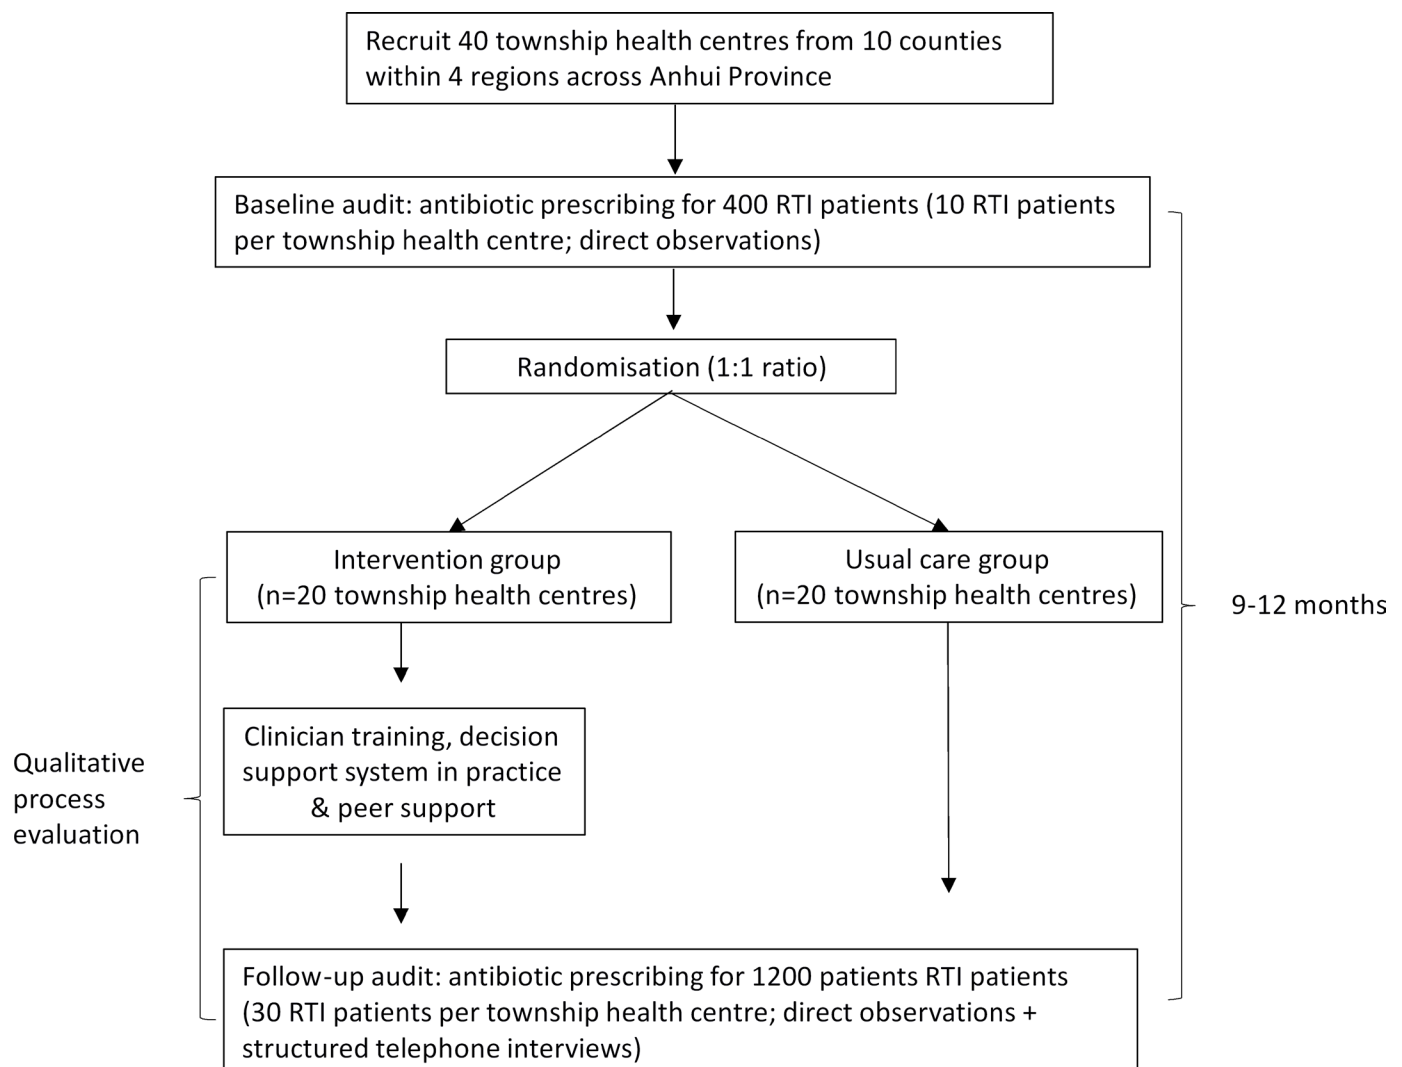 Recruit 40 township health centres from 10 counties
within 4 regions across Anhui Province
Baseline audit: antibiotic prescribing for 400 RTI patients (10 RTI patients
per township health centre; direct observations)
Randomisation (1:1 ratio)
Intervention group
(n=20 township health centres)
Usual care group
(n=20 township health centres)
9-12 months
Clinician training, decision
support system in practice
& peer support
Qualitative
process
evaluation
Follow-up audit: antibiotic prescribing for 1200 patients RTI patients
(30 RTI patients per township health centre; direct observations +
structured telephone interviews)